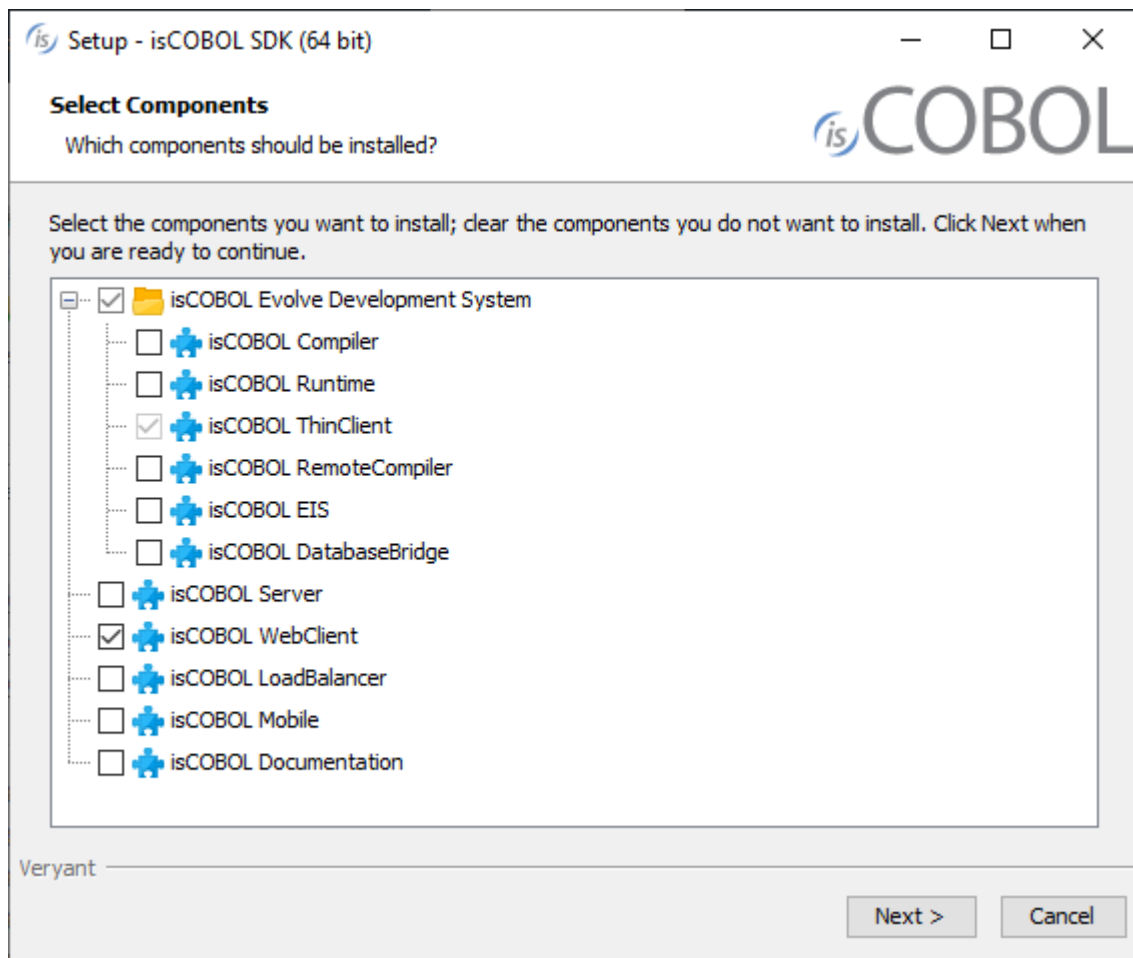 is Setup - isCOBOL SDK (64 bit)
Select Components
Which components should be installed?
is COBOL
Select the components you want to install; clear the components you do not want to install. Click Next when
you are ready to continue.
isCOBOL Evolve Development System
isCOBOL Compiler
isCOBOL Runtime
isCOBOL ThinClient
isCOBOL RemoteCompiler
isCOBOL EIS
isCOBOL DatabaseBridge
isCOBOL Server
isCOBOL WebClient
isCOBOL LoadBalancer
isCOBOL Mobile
isCOBOL Documentation
Veryant
Next > Cancel